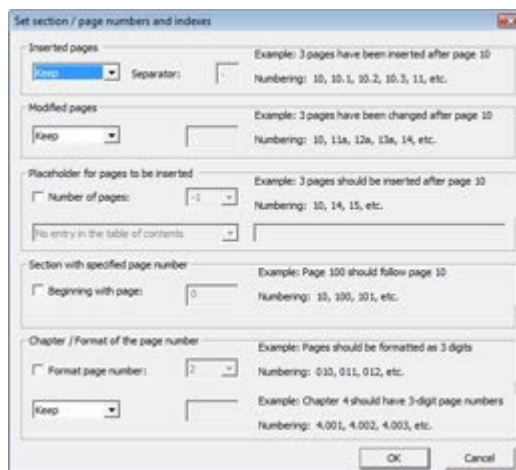 Set section / page numbers and indexes
Inserted pages
Example: 3 pages have been inserted after page 10
Keep
Separator:
Numbering: 10, 10.1, 10.2, 10.3, 11, etc.
Modified pages
Example: 3 pages have been changed after page 10
Keep
Numbering: 10, 11a, 12a, 13a, 14, etc.
Placeholder for pages to be inserted
Example: 3 pages should be inserted after page 10
Number of pages:
-1
Numbering: 10, 14, 15, etc.
No entry in the table of contents
Section with specified page number
Example: Page 100 should follow page 10
Beginning with page:
0
Numbering: 10, 100, 101, etc.
Chapter / Format of the page number
Example: Pages should be formatted as 3 digits
Format page number:
2
Numbering: 010, 011, 012, etc.
Example: Chapter 4 should have 3-digit page numbers
Keep
Numbering: 4.001, 4.002, 4.003, etc.
OK
Cancel